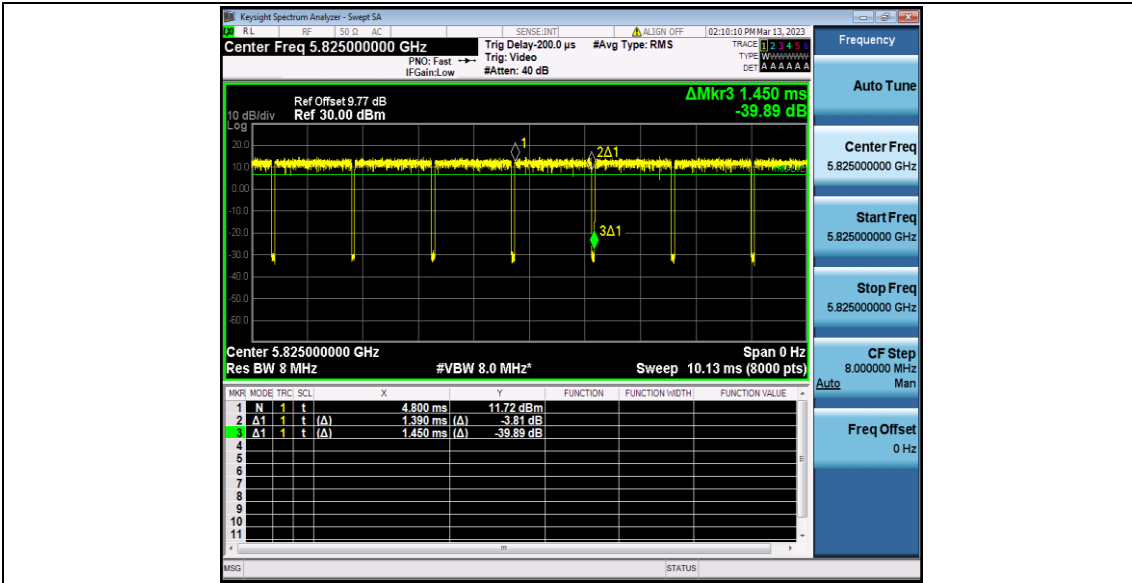 Keysight Spectrum Analyzer - Swept SA
RL RF 50 Ω AC SENSE:INT ALIGN OFF 02:10:10 PM Mar 13, 2023
Center Freq 5.825000000 GHz Trig Delay-200.0 µs #Avg Type: RMS TRACE 1 2 3 4 5 6
PNO: Fast Trig: Video TYPE WWWWWW
IFGain:Low #Atten: 40 dB DET A A A A A A
Frequency
Auto Tune
Center Freq
5.825000000 GHz
Start Freq
5.825000000 GHz
Stop Freq
5.825000000 GHz
CF Step
8.000000 MHz
Auto Man
Freq Offset
0 Hz
ΔMkr3 1.450 ms
-39.89 dB
Ref Offset 9.77 dB
10 dB/div Ref 30.00 dBm
Log
20.0
10.0
0.00
-10.0
-20.0
-30.0
-40.0
-50.0
-60.0
1
2Δ1
3Δ1
Center 5.825000000 GHz Span 0 Hz
Res BW 8 MHz #VBW 8.0 MHz* Sweep 10.13 ms (8000 pts)
MKR MODE TRC SCL X Y FUNCTION FUNCTION WIDTH FUNCTION VALUE
1 N 1 t 4.800 ms 11.72 dBm
2 Δ1 1 t (Δ) 1.390 ms (Δ) -3.81 dB
3 Δ1 1 t (Δ) 1.450 ms (Δ) -39.89 dB
4
5
6
7
8
9
10
11
MSG STATUS